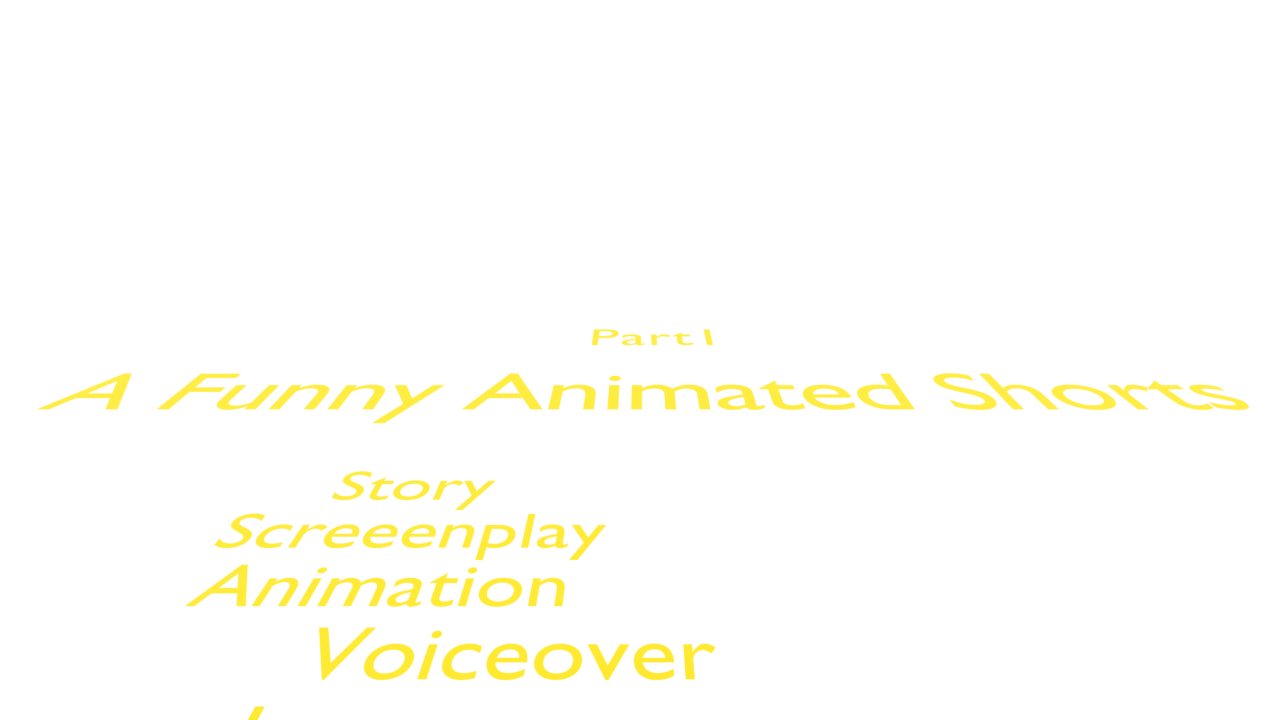 Part I
A Funny Animated Shorts
Story
Screeenplay
Animation
Voiceover